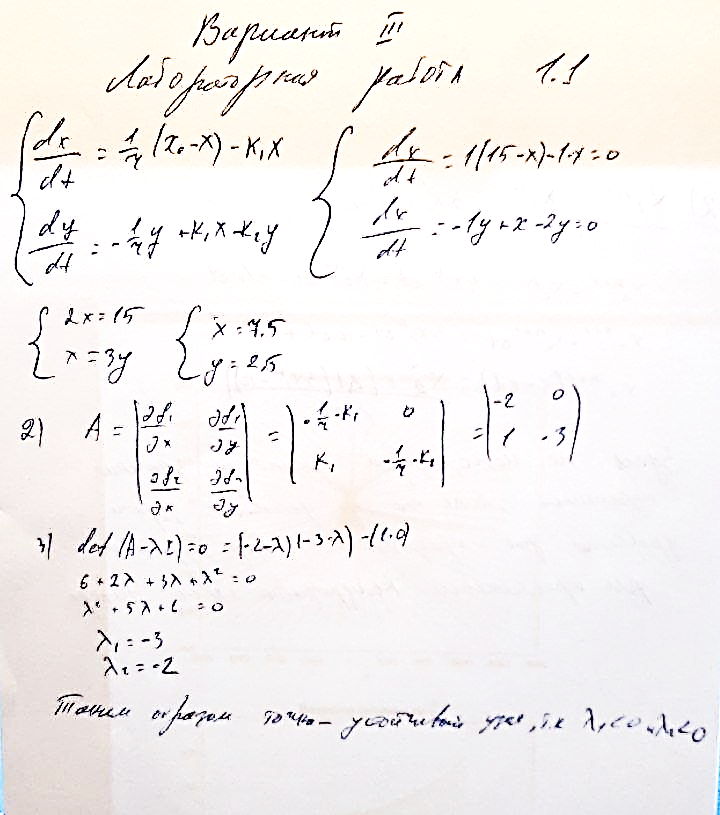 Вариант III
Лабораторная работа 1.1
dx/dt = 1/τ (x₀-x) - K₁x dx/dt = 1(15-x)-1·x=0
dy/dt = -1/τ y + K₁x - K₂y dx/dt = -1y+x-2y=0
2x=15 x=7.5
x=3y y=2.5
2) A = |∂f₁/∂x ∂f₁/∂y| = |-1/τ-K₁ 0| = |-2 0|
|∂f₂/∂x ∂f₂/∂y| |K₁ -1/τ-K₂| |1 -3|
3) det (A-λI)=0 = (-2-λ)(-3-λ)-(1·0)
6+2λ+3λ+λ²=0
λ²+5λ+6=0
λ₁=-3
λ₂=-2
Таким образом точка - устойчивый узел, т.к λ₁<0 и λ₂<0